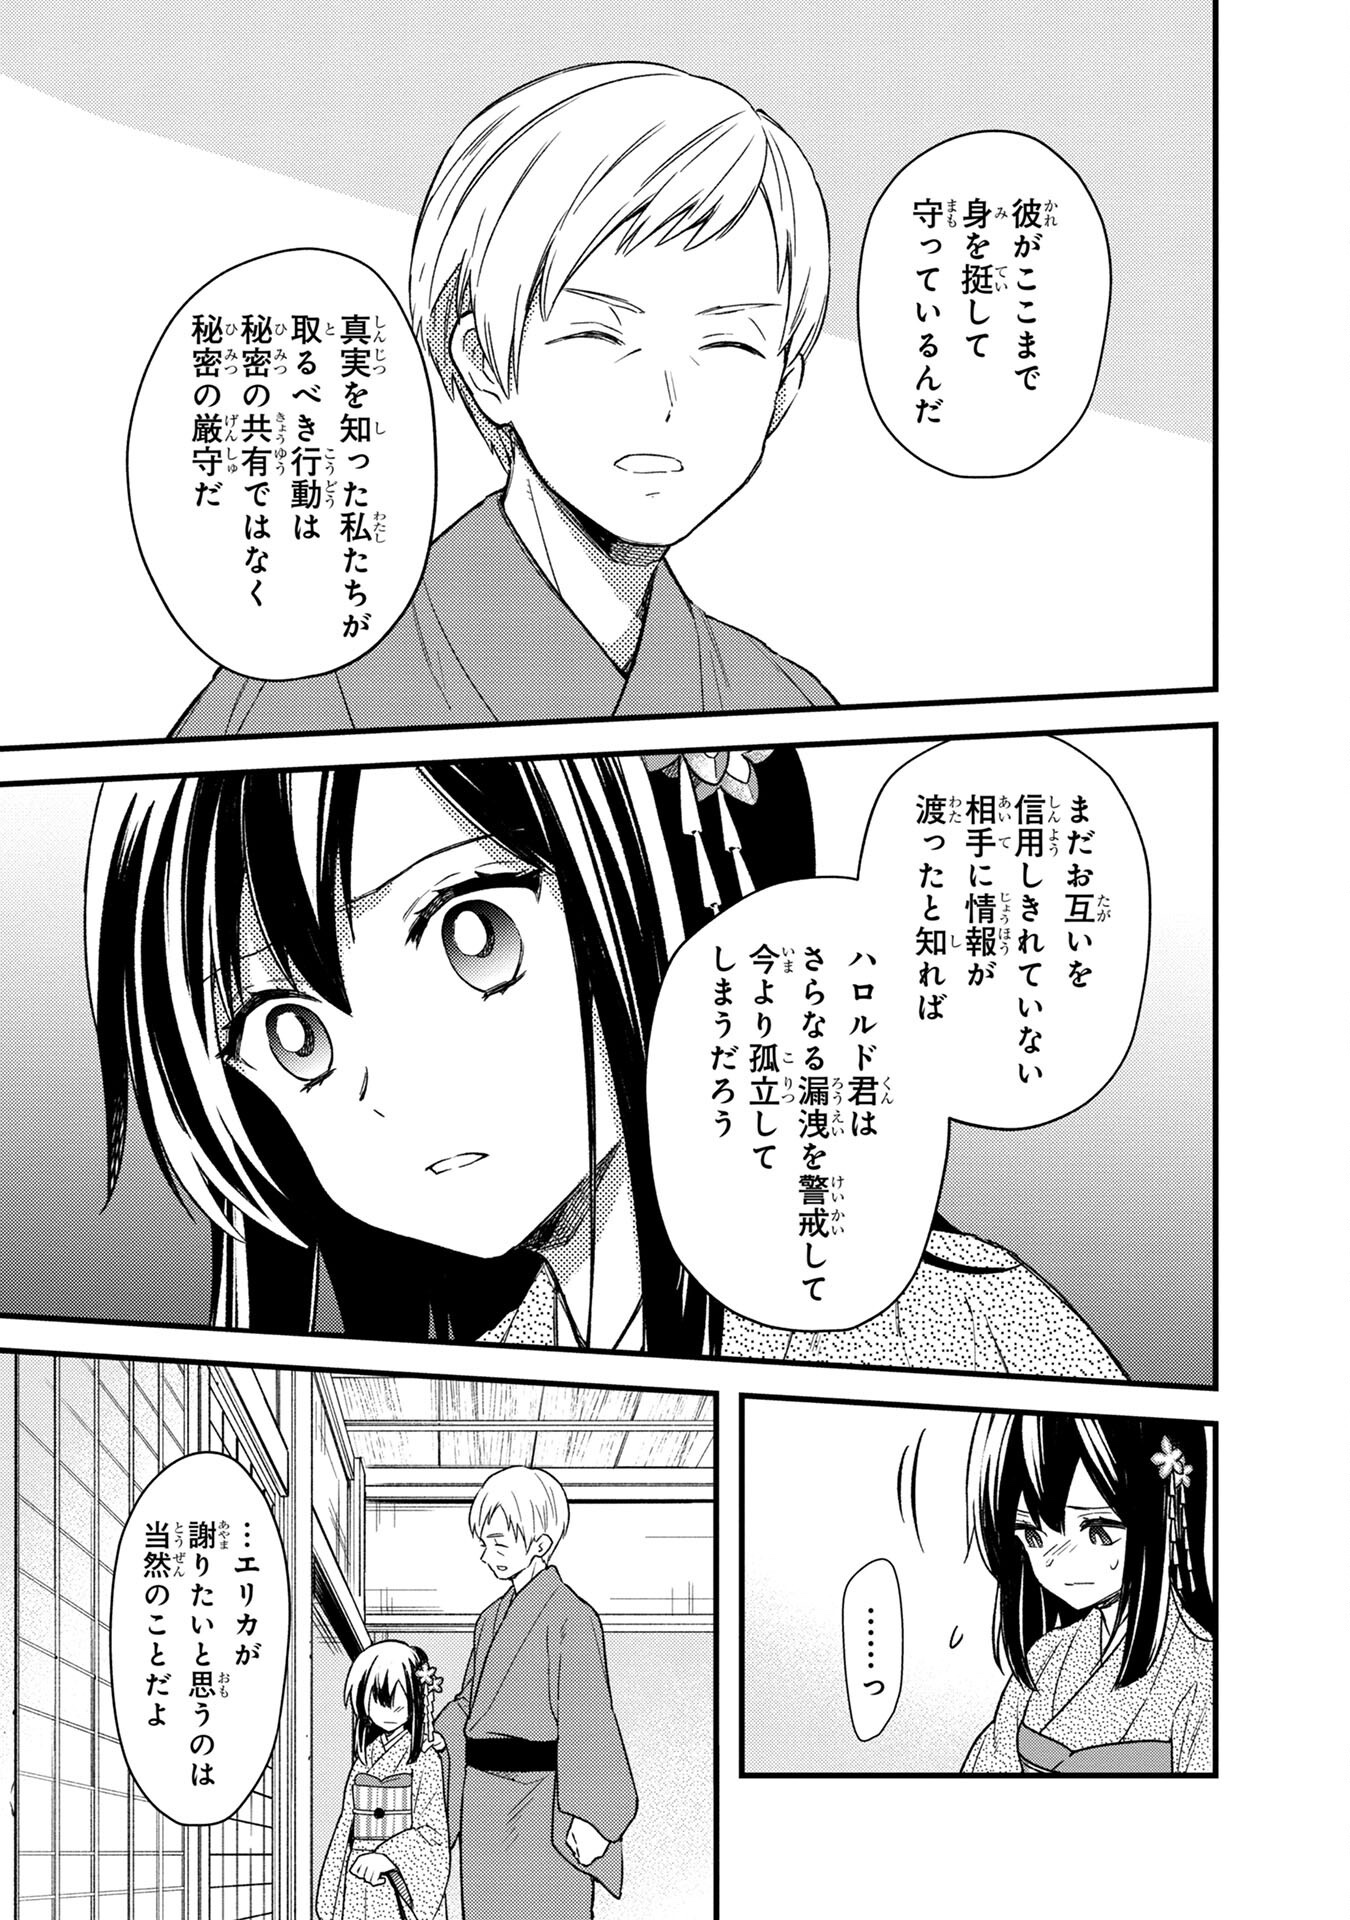 彼がここまで
身を挺して
守っているんだ
真実を知った私たちが
取るべき行動は
秘密の共有ではなく
秘密の厳守だ
まだお互いを
信用しきれていない
相手に情報が
渡ったと知れば
ハロルド君は
さらなる漏洩を警戒して
今より孤立して
しまうだろう
……っ
…エリカが
謝りたいと思うのは
当然のことだよ